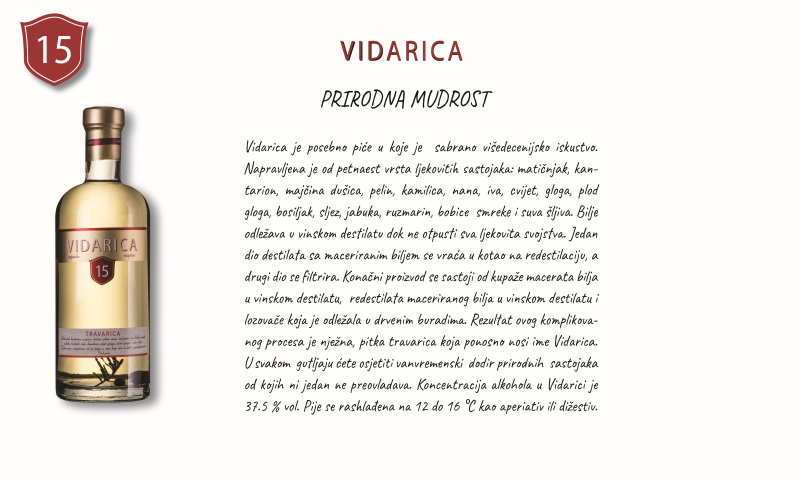 15
VIDARICA
PRIRODNA MUDROST
Vidarica je posebno piće u koje je sabrano višedecenijsko iskustvo.
Napravljena je od petnaest vrsta ljekovitih sastojaka: matičnjak, kan-
tarion, majčina dušica, pelin, kamilica, nana, iva, cvijet, gloga, plod
gloga, bosiljak, sljez, jabuka, ruzmarin, bobice smreke i suva šljiva. Bilje
odležava u vinskom destilatu dok ne otpusti sva ljekovita svojstva. Jedan
dio destilata sa maceriranim biljem se vraća u kotao na redestilaciju, a
drugi dio se filtrira. Konačni proizvod se sastoji od kupaže macerata bilja
u vinskom destilatu, redestilata maceriranog bilja u vinskom destilatu i
lozovače koja je odležala u drvenim buradima. Rezultat ovog komplikova-
nog procesa je nježna, pitka travarica koja ponosno nosi ime Vidarica.
U svakom gutljaju ćete osjetiti vanvremenski dodir prirodnih sastojaka
od kojih ni jedan ne preovladava. Koncentracija alkohola u Vidarici je
37.5 % vol. Pije se rashlađena na 12 do 16 °C kao aperiativ ili dižestiv.
VIDARICA
15
TRAVARICA